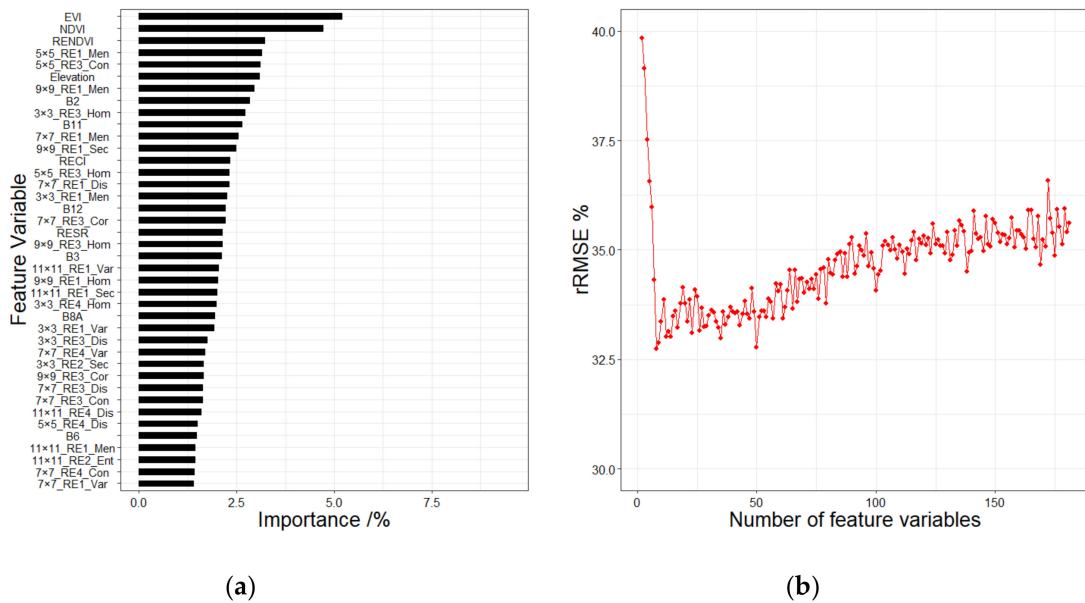 EVI
NDVI
RENDVI
5×5_RE1_Men
5×5_RE3_Con
Elevation
9×9_RE1_Men
B2
3×3_RE3_Hom
B11
7×7_RE1_Men
9×9_RE1_Sec
RECI
5×5_RE3_Hom
7×7_RE1_Dis
3×3_RE1_Men
B12
7×7_RE3_Cor
RESR
9×9_RE3_Hom
B3
11×11_RE1_Var
9×9_RE1_Hom
11×11_RE1_Sec
3×3_RE4_Hom
B8A
3×3_RE1_Var
3×3_RE3_Dis
7×7_RE4_Var
3×3_RE2_Sec
9×9_RE3_Cor
7×7_RE3_Dis
7×7_RE3_Con
11×11_RE4_Dis
5×5_RE4_Dis
B6
11×11_RE1_Men
11×11_RE2_Ent
7×7_RE4_Con
7×7_RE1_Var
Feature Variable
0.0 2.5 5.0 7.5
Importance /%
(a)
40.0
37.5
35.0
32.5
30.0
rRMSE %
0 50 100 150
Number of feature variables
(b)